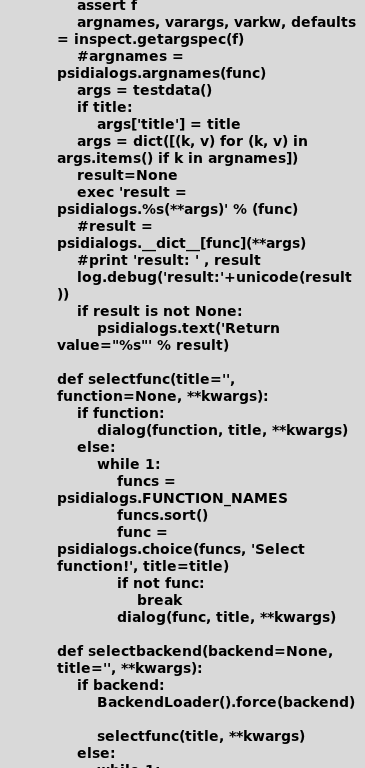 assert f
argnames, varargs, varkw, defaults
= inspect.getargspec(f)
#argnames =
psidialogs.argnames(func)
args = testdata()
if title:
args['title'] = title
args = dict([(k, v) for (k, v) in
args.items() if k in argnames])
result=None
exec 'result =
psidialogs.%s(**args)' % (func)
#result =
psidialogs.__dict__[func](**args)
#print 'result: ' , result
log.debug('result:'+unicode(result
))
if result is not None:
psidialogs.text('Return
value="%s"' % result)
def selectfunc(title='',
function=None, **kwargs):
if function:
dialog(function, title, **kwargs)
else:
while 1:
funcs =
psidialogs.FUNCTION_NAMES
funcs.sort()
func =
psidialogs.choice(funcs, 'Select
function!', title=title)
if not func:
break
dialog(func, title, **kwargs)
def selectbackend(backend=None,
title='', **kwargs):
if backend:
BackendLoader().force(backend)
selectfunc(title, **kwargs)
else:
while 1: